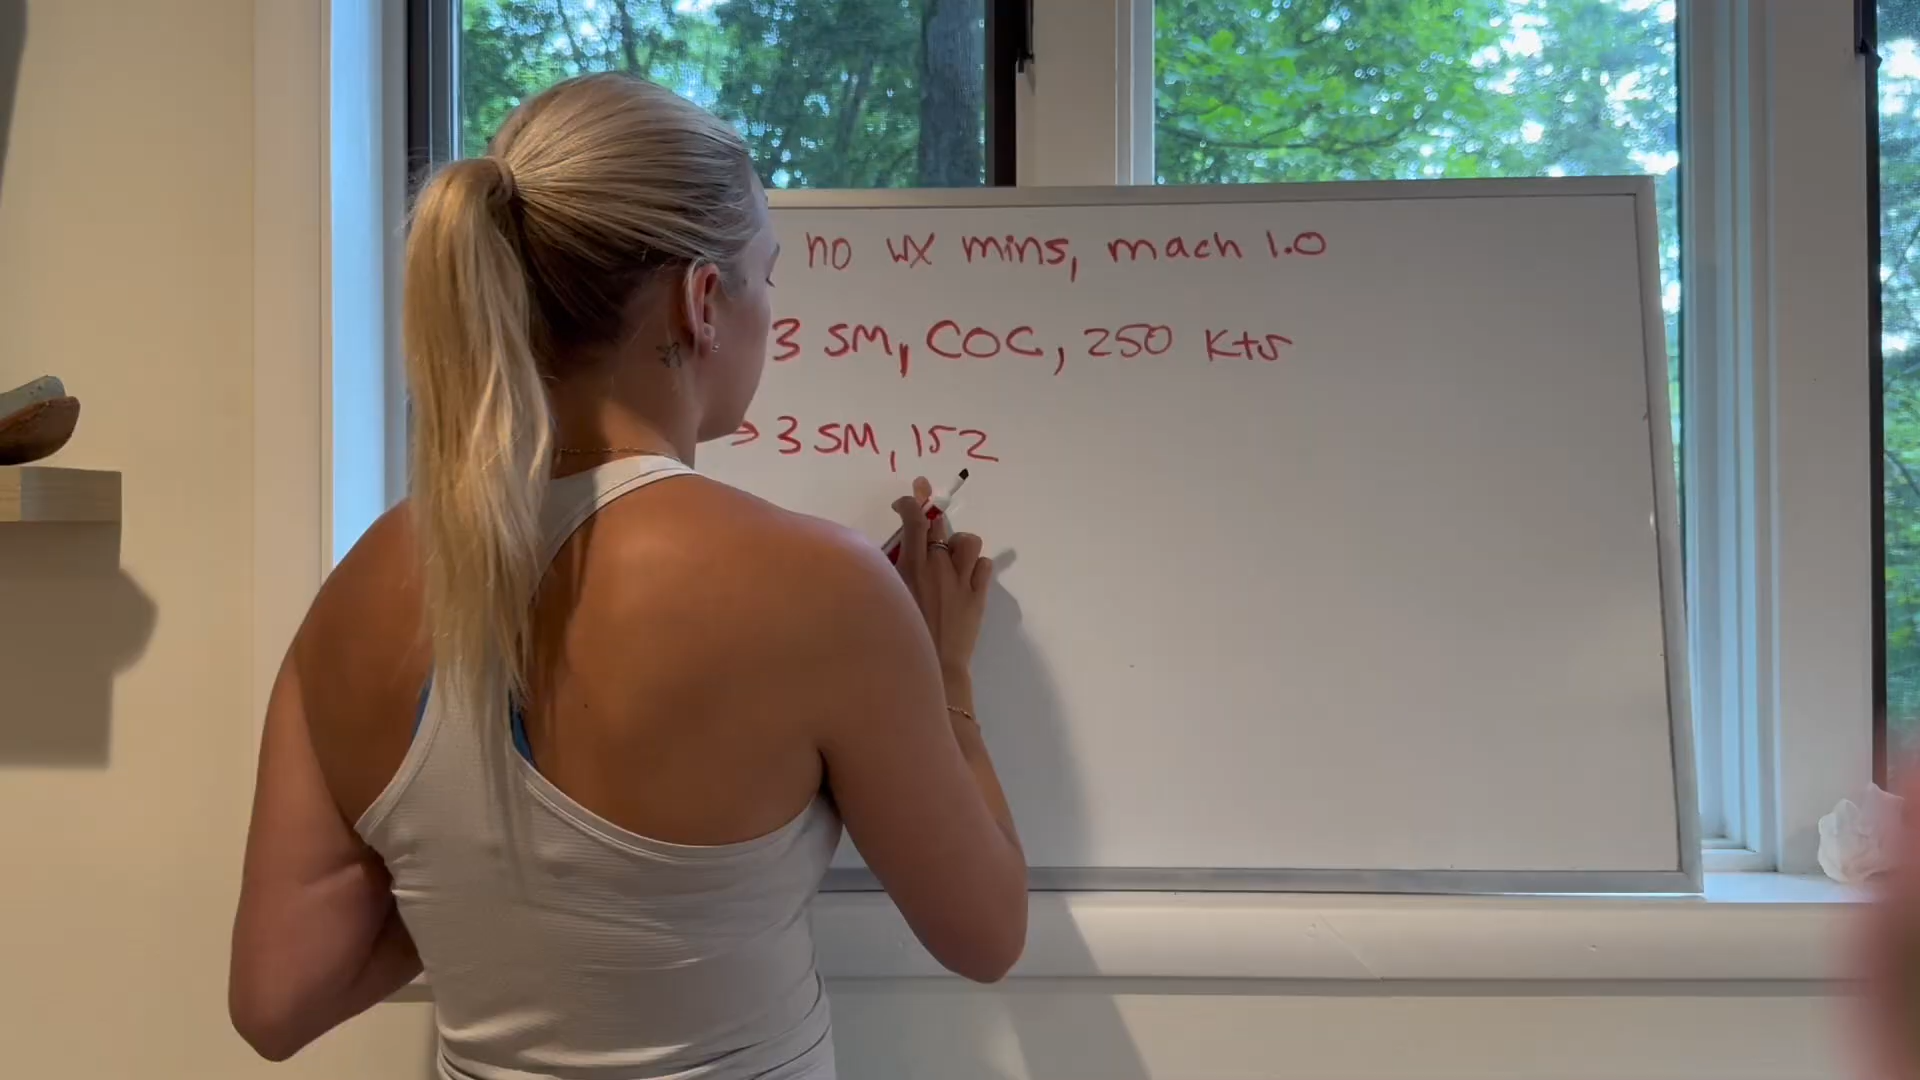 no wx mins, mach 1.0
3 SM, COC, 250 Kts
→ 3 SM, 152